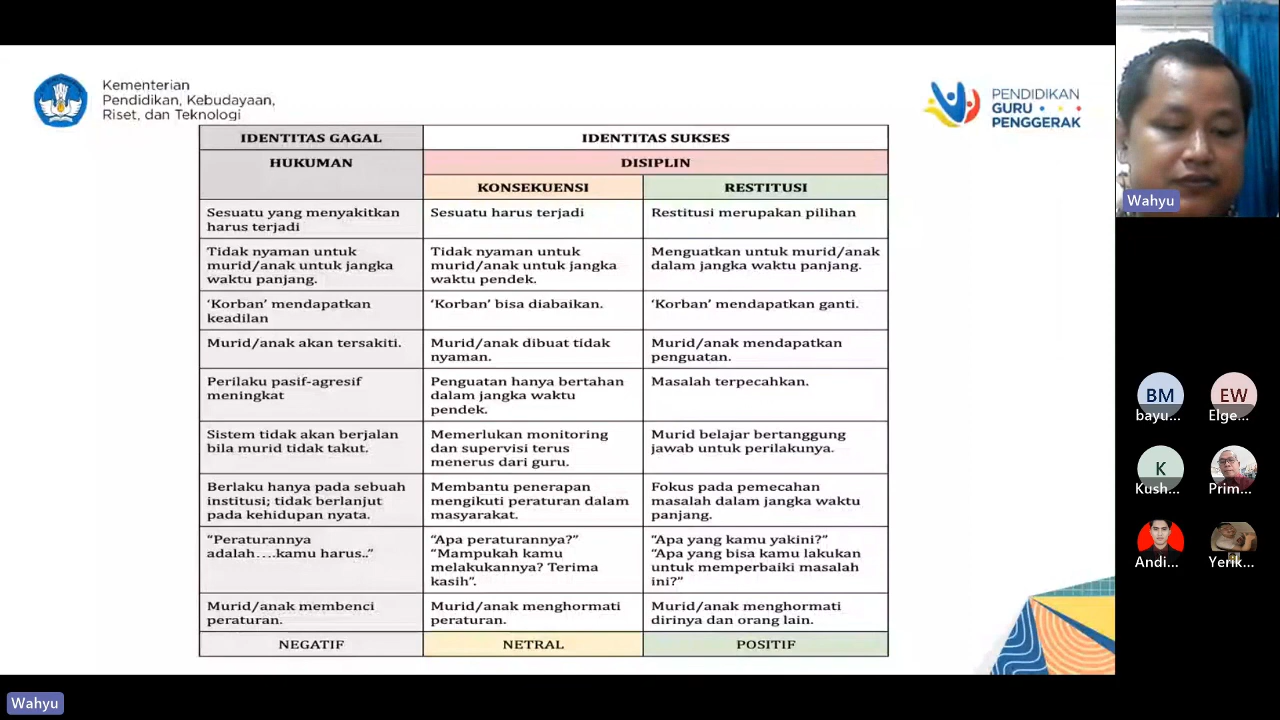 Kementerian
Pendidikan, Kebudayaan,
Riset, dan Teknologi
PENDIDIKAN
GURU
PENGGERAK
IDENTITAS GAGAL
IDENTITAS SUKSES
HUKUMAN
DISIPLIN
KONSEKUENSI
RESTITUSI
Sesuatu yang menyakitkan
harus terjadi
Sesuatu harus terjadi
Restitusi merupakan pilihan
Tidak nyaman untuk
murid/anak untuk jangka
waktu panjang.
Tidak nyaman untuk
murid/anak untuk jangka
waktu pendek.
Menguatkan untuk murid/anak
dalam jangka waktu panjang.
‘Korban’ mendapatkan
keadilan
‘Korban’ bisa diabaikan.
‘Korban’ mendapatkan ganti.
Murid/anak akan tersakiti.
Murid/anak dibuat tidak
nyaman.
Murid/anak mendapatkan
penguatan.
Perilaku pasif-agresif
meningkat
Penguatan hanya bertahan
dalam jangka waktu
pendek.
Masalah terpecahkan.
Sistem tidak akan berjalan
bila murid tidak takut.
Memerlukan monitoring
dan supervisi terus
menerus dari guru.
Murid belajar bertanggung
jawab untuk perilakunya.
Berlaku hanya pada sebuah
institusi; tidak berlanjut
pada kehidupan nyata.
Membantu penerapan
mengikuti peraturan dalam
masyarakat.
Fokus pada pemecahan
masalah dalam jangka waktu
panjang.
“Peraturannya
adalah….kamu harus..”
“Apa peraturannya?”
“Mampukah kamu
melakukannya? Terima
kasih”.
“Apa yang kamu yakini?”
“Apa yang bisa kamu lakukan
untuk memperbaiki masalah
ini?”
Murid/anak membenci
peraturan.
Murid/anak menghormati
peraturan.
Murid/anak menghormati
dirinya dan orang lain.
NEGATIF
NETRAL
POSITIF
Wahyu
BM
bayu...
EW
Elge...
K
Kush...
Prim...
Andi...
Yerik...
Wahyu